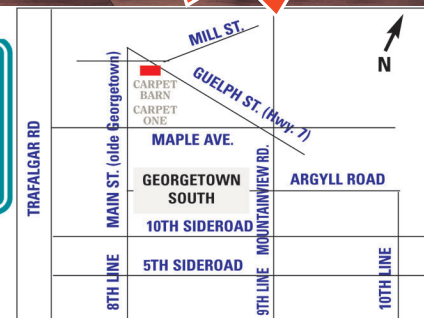 MILL ST.
N
GUELPH ST. (Hwy. 7)
CARPET
BARN
CARPET
ONE
MAPLE AVE.
TRAFALGAR RD
MAIN ST. (olde Georgetown)
GEORGETOWN
SOUTH
MOUNTAINVIEW RD.
ARGYLL ROAD
10TH SIDEROAD
5TH SIDEROAD
8TH LINE
9TH LINE
10TH LINE